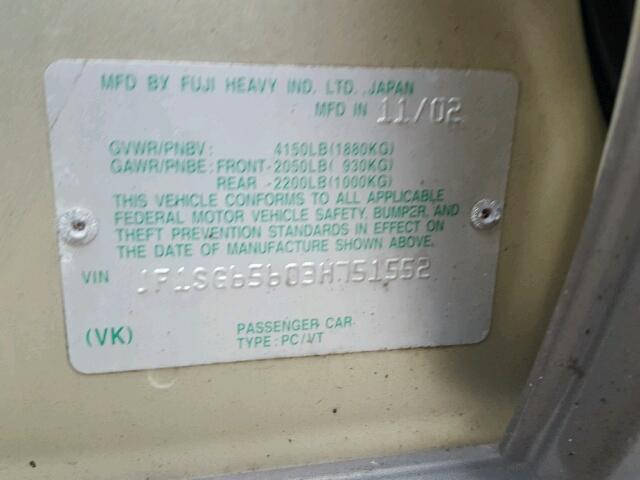 MFD BY FUJI HEAVY IND. LTD. JAPAN
MFD IN 11/02
GVWR/PNBV: 4150LB(1880KG)
GAWR/PNBE: FRONT-2050LB( 930KG)
REAR -2200LB(1000KG)
THIS VEHICLE CONFORMS TO ALL APPLICABLE
FEDERAL MOTOR VEHICLE SAFETY, BUMPER, AND
THEFT PREVENTION STANDARDS IN EFFECT ON
THE DATE OF MANUFACTURE SHOWN ABOVE.
VIN JF1SG65603H751552
(VK) PASSENGER CAR
TYPE: PC/VT